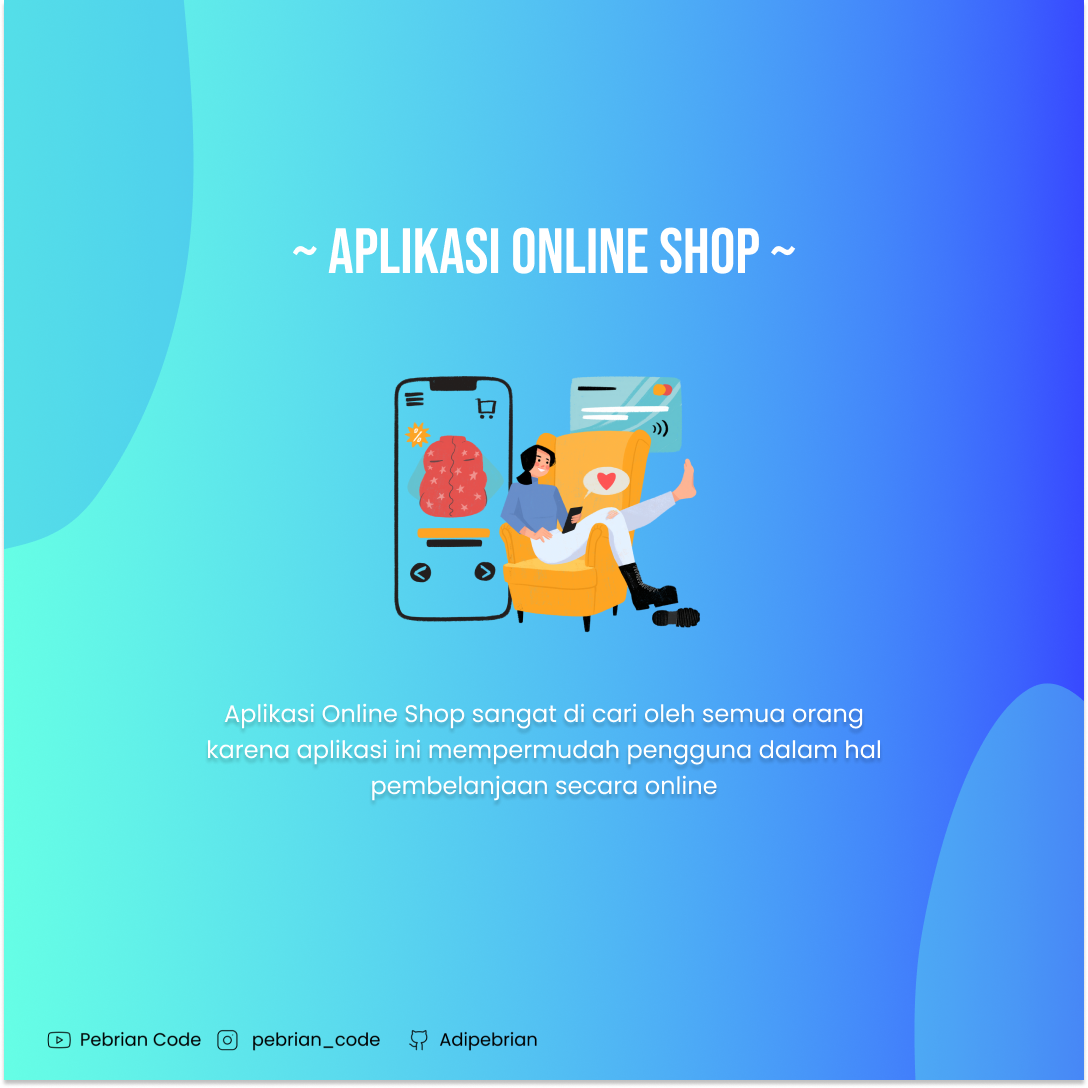 ~ APLIKASI ONLINE SHOP ~
%
Aplikasi Online Shop sangat di cari oleh semua orang
karena aplikasi ini mempermudah pengguna dalam hal
pembelanjaan secara online
Pebrian Code pebrian_code Adipebrian